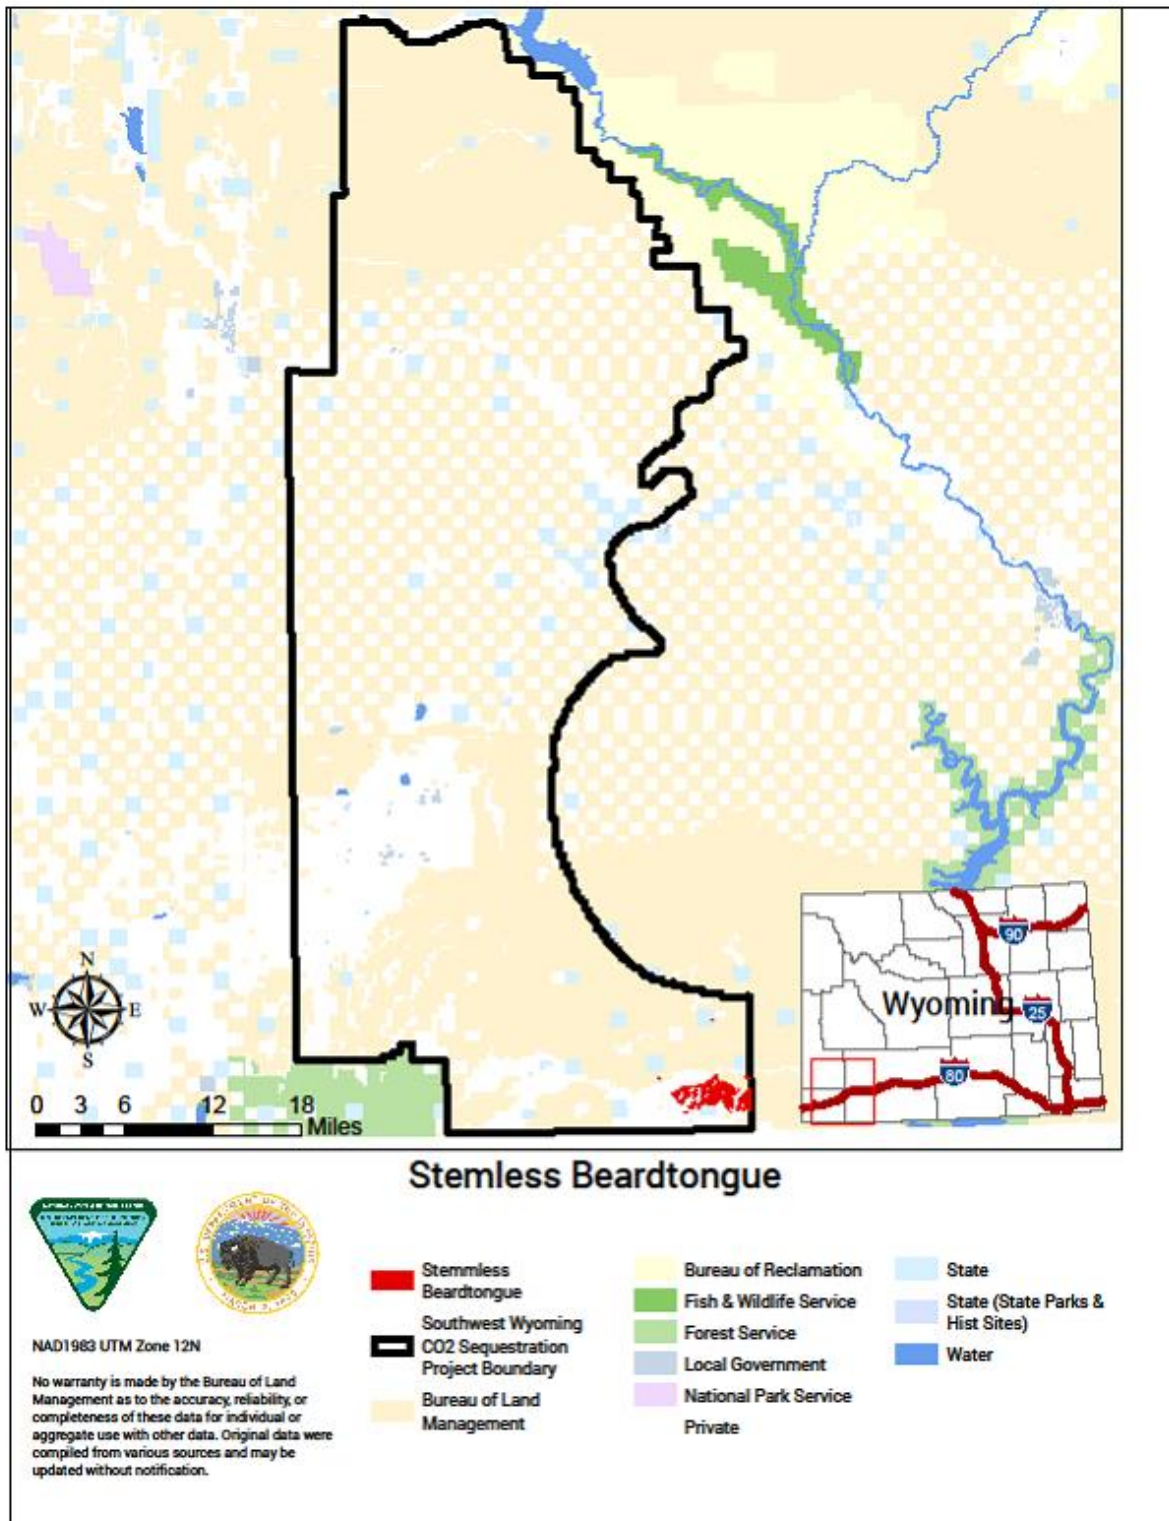 90
Wyoming
25
80
N
W
E
S
0 3 6 12 18
Miles
Stemless Beardtongue
NAD1983 UTM Zone 12N
No warranty is made by the Bureau of Land
Management as to the accuracy, reliability, or
completeness of these data for individual or
aggregate use with other data. Original data were
compiled from various sources and may be
updated without notification.
Stemmless
Beardtongue
Southwest Wyoming
CO2 Sequestration
Project Boundary
Bureau of Land
Management
Bureau of Reclamation
Fish & Wildlife Service
Forest Service
Local Government
National Park Service
Private
State
State (State Parks &
Hist Sites)
Water